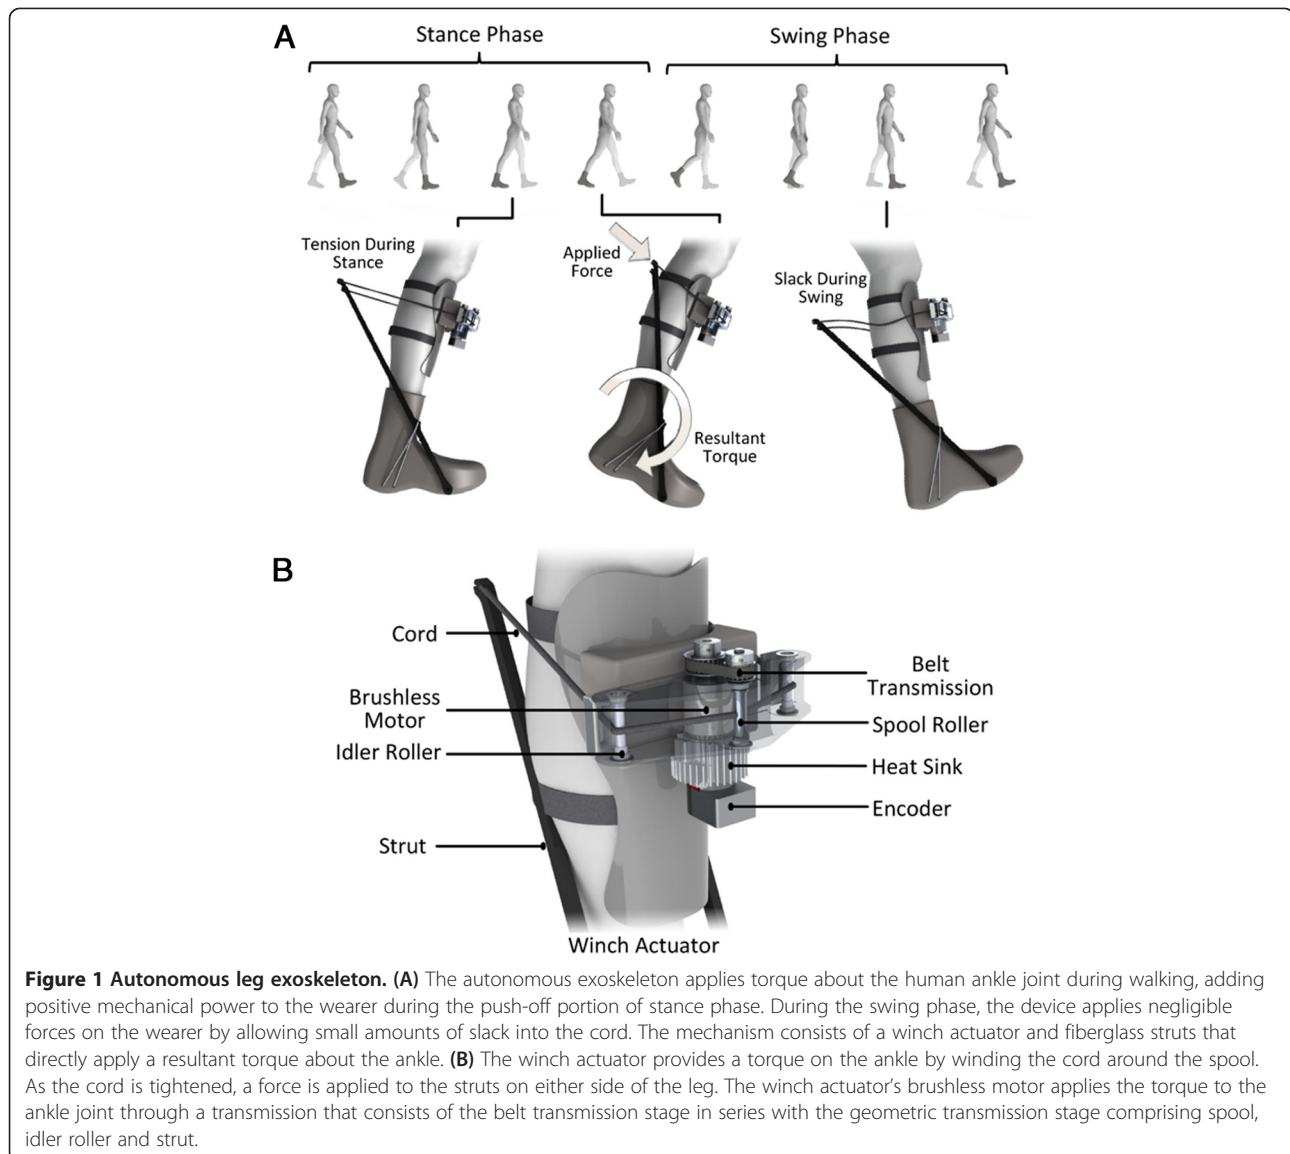 A
Stance Phase
Swing Phase
Tension During
Stance
Applied
Force
Slack During
Swing
Resultant
Torque
B
Cord
Brushless
Motor
Idler Roller
Strut
Belt
Transmission
Spool Roller
Heat Sink
Encoder
Winch Actuator
Figure 1 Autonomous leg exoskeleton. (A) The autonomous exoskeleton applies torque about the human ankle joint during walking, adding
positive mechanical power to the wearer during the push-off portion of stance phase. During the swing phase, the device applies negligible
forces on the wearer by allowing small amounts of slack into the cord. The mechanism consists of a winch actuator and fiberglass struts that
directly apply a resultant torque about the ankle. (B) The winch actuator provides a torque on the ankle by winding the cord around the spool.
As the cord is tightened, a force is applied to the struts on either side of the leg. The winch actuator's brushless motor applies the torque to the
ankle joint through a transmission that consists of the belt transmission stage in series with the geometric transmission stage comprising spool,
idler roller and strut.